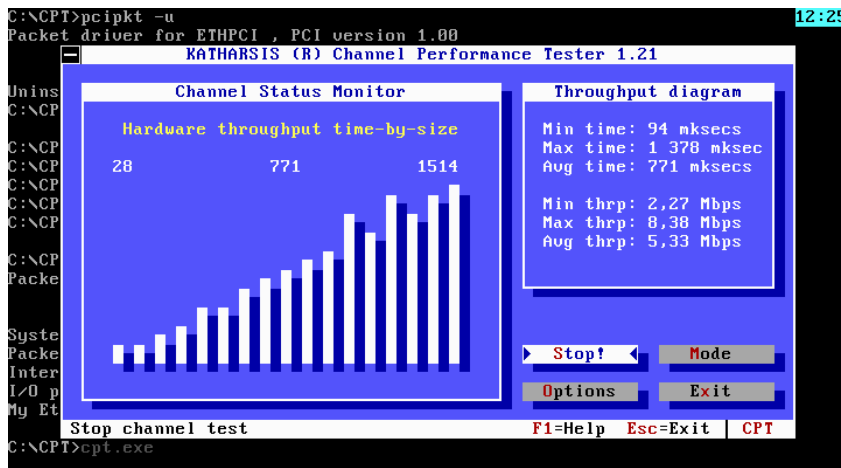 C:\CPT>pcipkt -u
12:25
Packet driver for ETHPCI , PCI version 1.00
KATHARSIS (R) Channel Performance Tester 1.21
Unins
Channel Status Monitor
Throughput diagram
C:\CP
Hardware throughput time-by-size
Min time: 94 mksecs
C:\CP
Max time: 1 378 mksec
C:\CP
28 771 1514
Avg time: 771 mksecs
C:\CP
C:\CP
Min thrp: 2,27 Mbps
C:\CP
Max thrp: 8,38 Mbps
Avg thrp: 5,33 Mbps
C:\CP
Packe
Syste
Packe
Stop!
Mode
Inter
I/O p
Options
Exit
My Et
Stop channel test
F1=Help Esc=Exit CPT
C:\CPT>cpt.exe